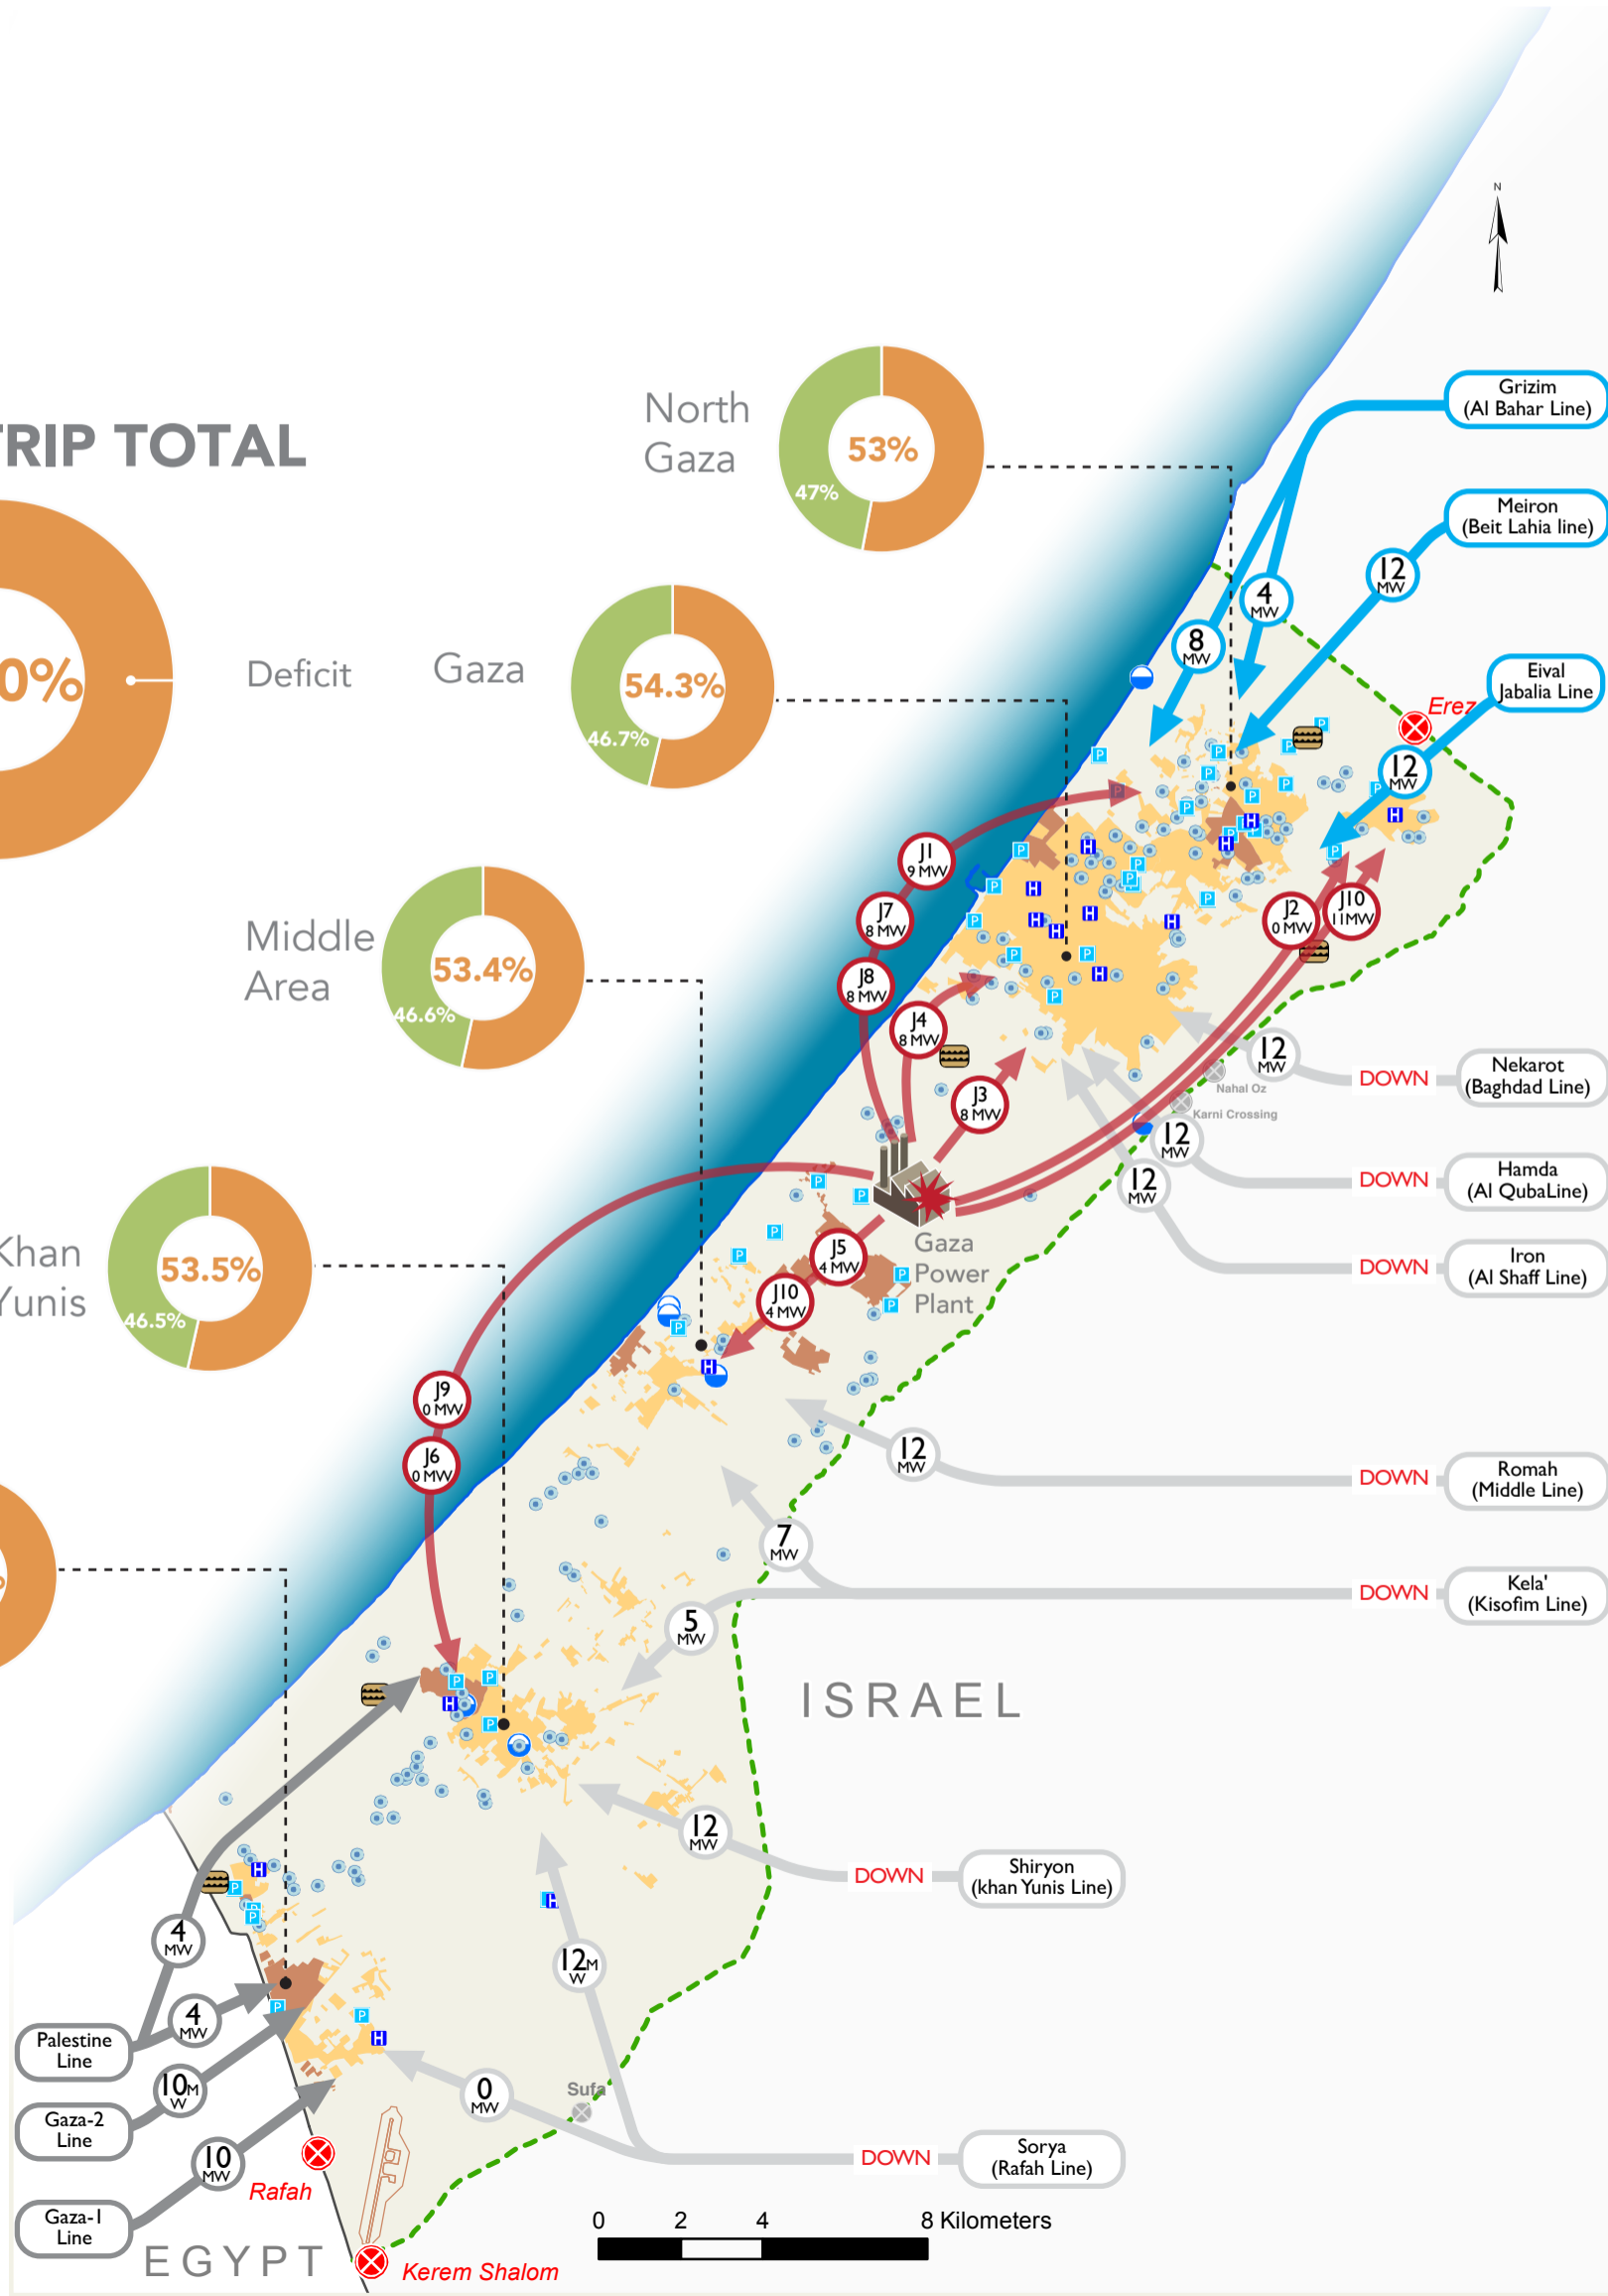 N
Grizim
(Al Bahar Line)
North
Gaza
53%
47%
TRIP TOTAL
Meiron
(Beit Lahia line)
12
MW
4
MW
8
MW
0%
Deficit
Gaza
54.3%
46.7%
Eival
Jabalia Line
Erez
12
MW
J1
9 MW
J7
8 MW
J8
8 MW
J4
8 MW
J3
8 MW
J2
0 MW
J10
11MW
Middle
Area
53.4%
46.6%
12
MW
DOWN
Nekarot
(Baghdad Line)
Nahal Oz
Karni Crossing
12
MW
DOWN
Hamda
(Al QubaLine)
12
MW
DOWN
Iron
(Al Shaff Line)
Gaza
Power
Plant
J5
4 MW
J10
4 MW
Khan
Yunis
53.5%
46.5%
J9
0 MW
J6
0 MW
12
MW
DOWN
Romah
(Middle Line)
7
MW
5
MW
DOWN
Kela'
(Kisofim Line)
ISRAEL
12
MW
DOWN
Shiryon
(khan Yunis Line)
12M
W
4
MW
4
MW
Palestine
Line
10M
W
Gaza-2
Line
10
MW
Gaza-1
Line
0
MW
Sufa
DOWN
Sorya
(Rafah Line)
Rafah
EGYPT
Kerem Shalom
0 2 4 8 Kilometers